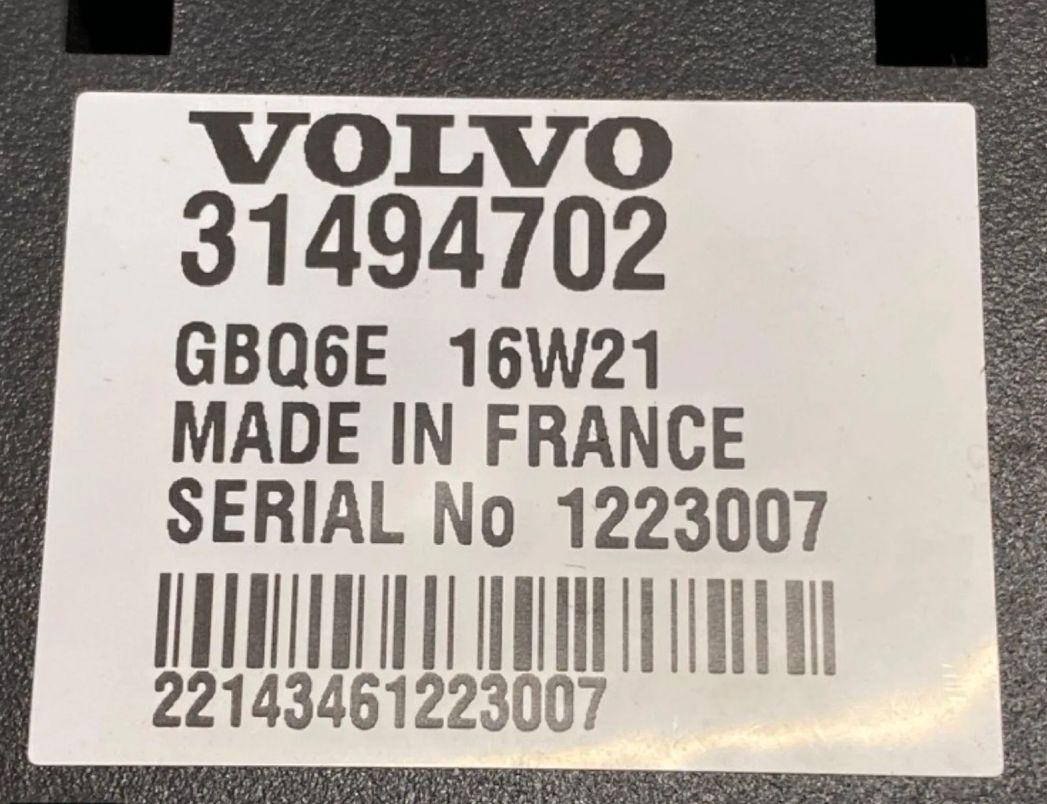 VOLVO
31494702
GBQ6E 16W21
MADE IN FRANCE
SERIAL No 1223007
22143461223007